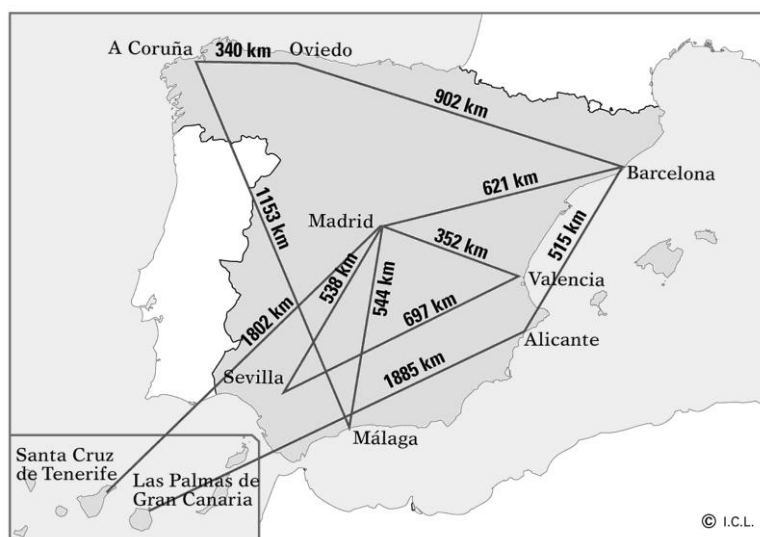 A Coruña
340 km
Oviedo
902 km
621 km
Barcelona
1153 km
Madrid
352 km
515 km
538 km
544 km
Valencia
697 km
1802 km
Alicante
Sevilla
1885 km
Málaga
Santa Cruz
de Tenerife
Las Palmas de
Gran Canaria
© I.C.L.